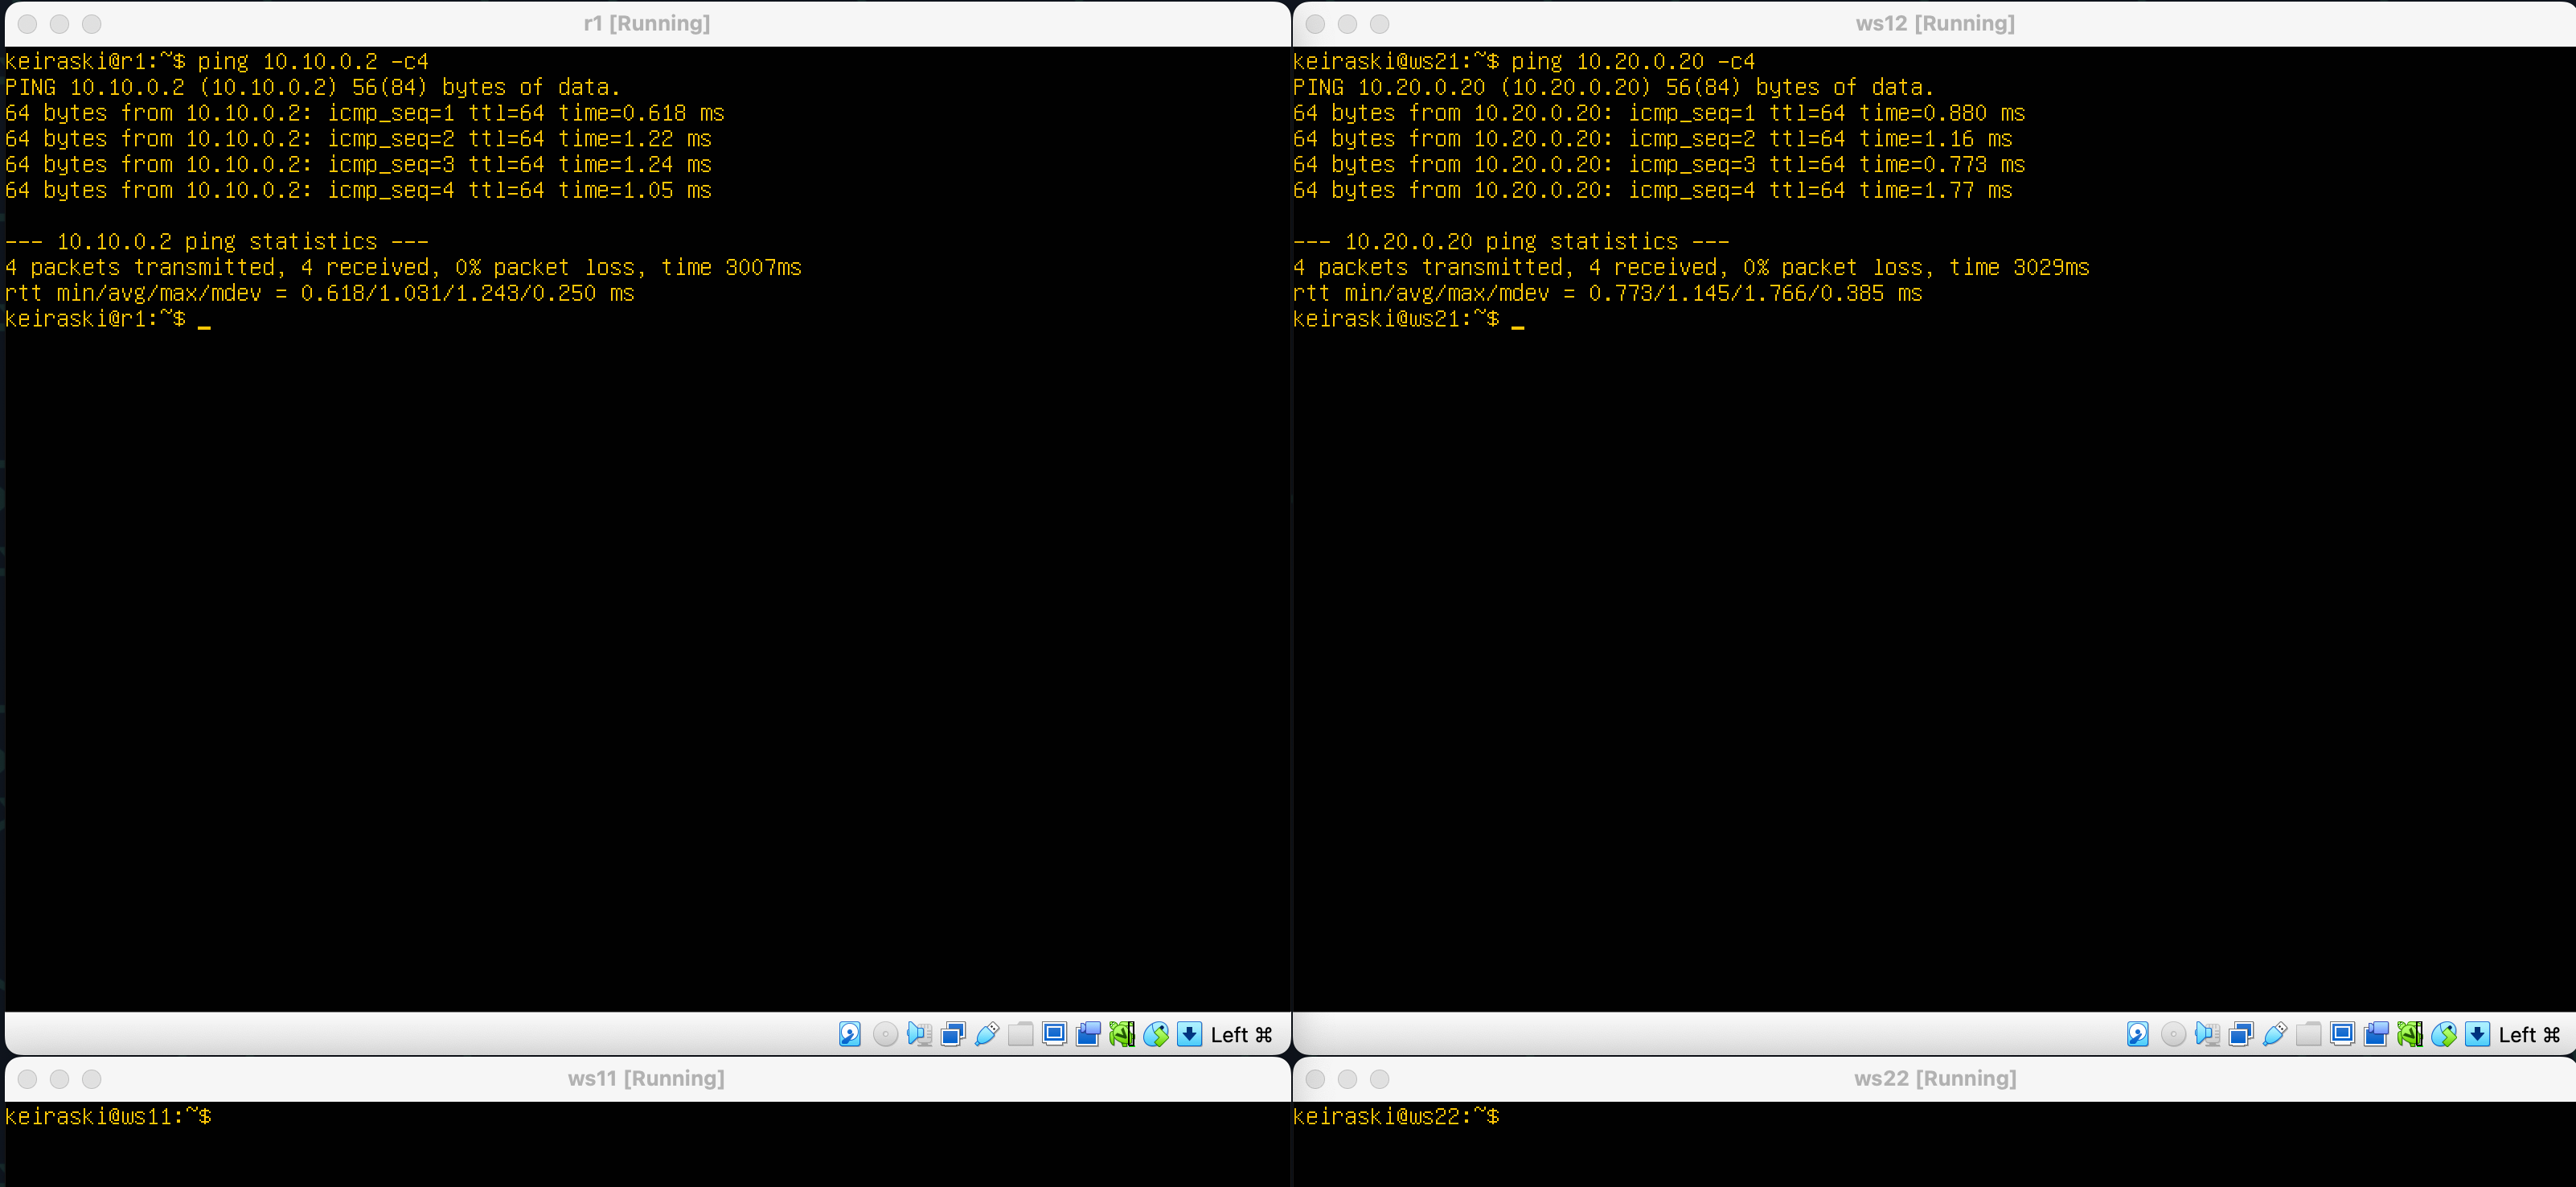 r1 [Running]
keiraski@r1:~$ ping 10.10.0.2 -c4
PING 10.10.0.2 (10.10.0.2) 56(84) bytes of data.
64 bytes from 10.10.0.2: icmp_seq=1 ttl=64 time=0.618 ms
64 bytes from 10.10.0.2: icmp_seq=2 ttl=64 time=1.22 ms
64 bytes from 10.10.0.2: icmp_seq=3 ttl=64 time=1.24 ms
64 bytes from 10.10.0.2: icmp_seq=4 ttl=64 time=1.05 ms
--- 10.10.0.2 ping statistics ---
4 packets transmitted, 4 received, 0% packet loss, time 3007ms
rtt min/avg/max/mdev = 0.618/1.031/1.243/0.250 ms
keiraski@r1:~$ _
Left ⌘
ws12 [Running]
keiraski@ws21:~$ ping 10.20.0.20 -c4
PING 10.20.0.20 (10.20.0.20) 56(84) bytes of data.
64 bytes from 10.20.0.20: icmp_seq=1 ttl=64 time=0.880 ms
64 bytes from 10.20.0.20: icmp_seq=2 ttl=64 time=1.16 ms
64 bytes from 10.20.0.20: icmp_seq=3 ttl=64 time=0.773 ms
64 bytes from 10.20.0.20: icmp_seq=4 ttl=64 time=1.77 ms
--- 10.20.0.20 ping statistics ---
4 packets transmitted, 4 received, 0% packet loss, time 3029ms
rtt min/avg/max/mdev = 0.773/1.145/1.766/0.385 ms
keiraski@ws21:~$ _
Left ⌘
ws11 [Running]
keiraski@ws11:~$
ws22 [Running]
keiraski@ws22:~$